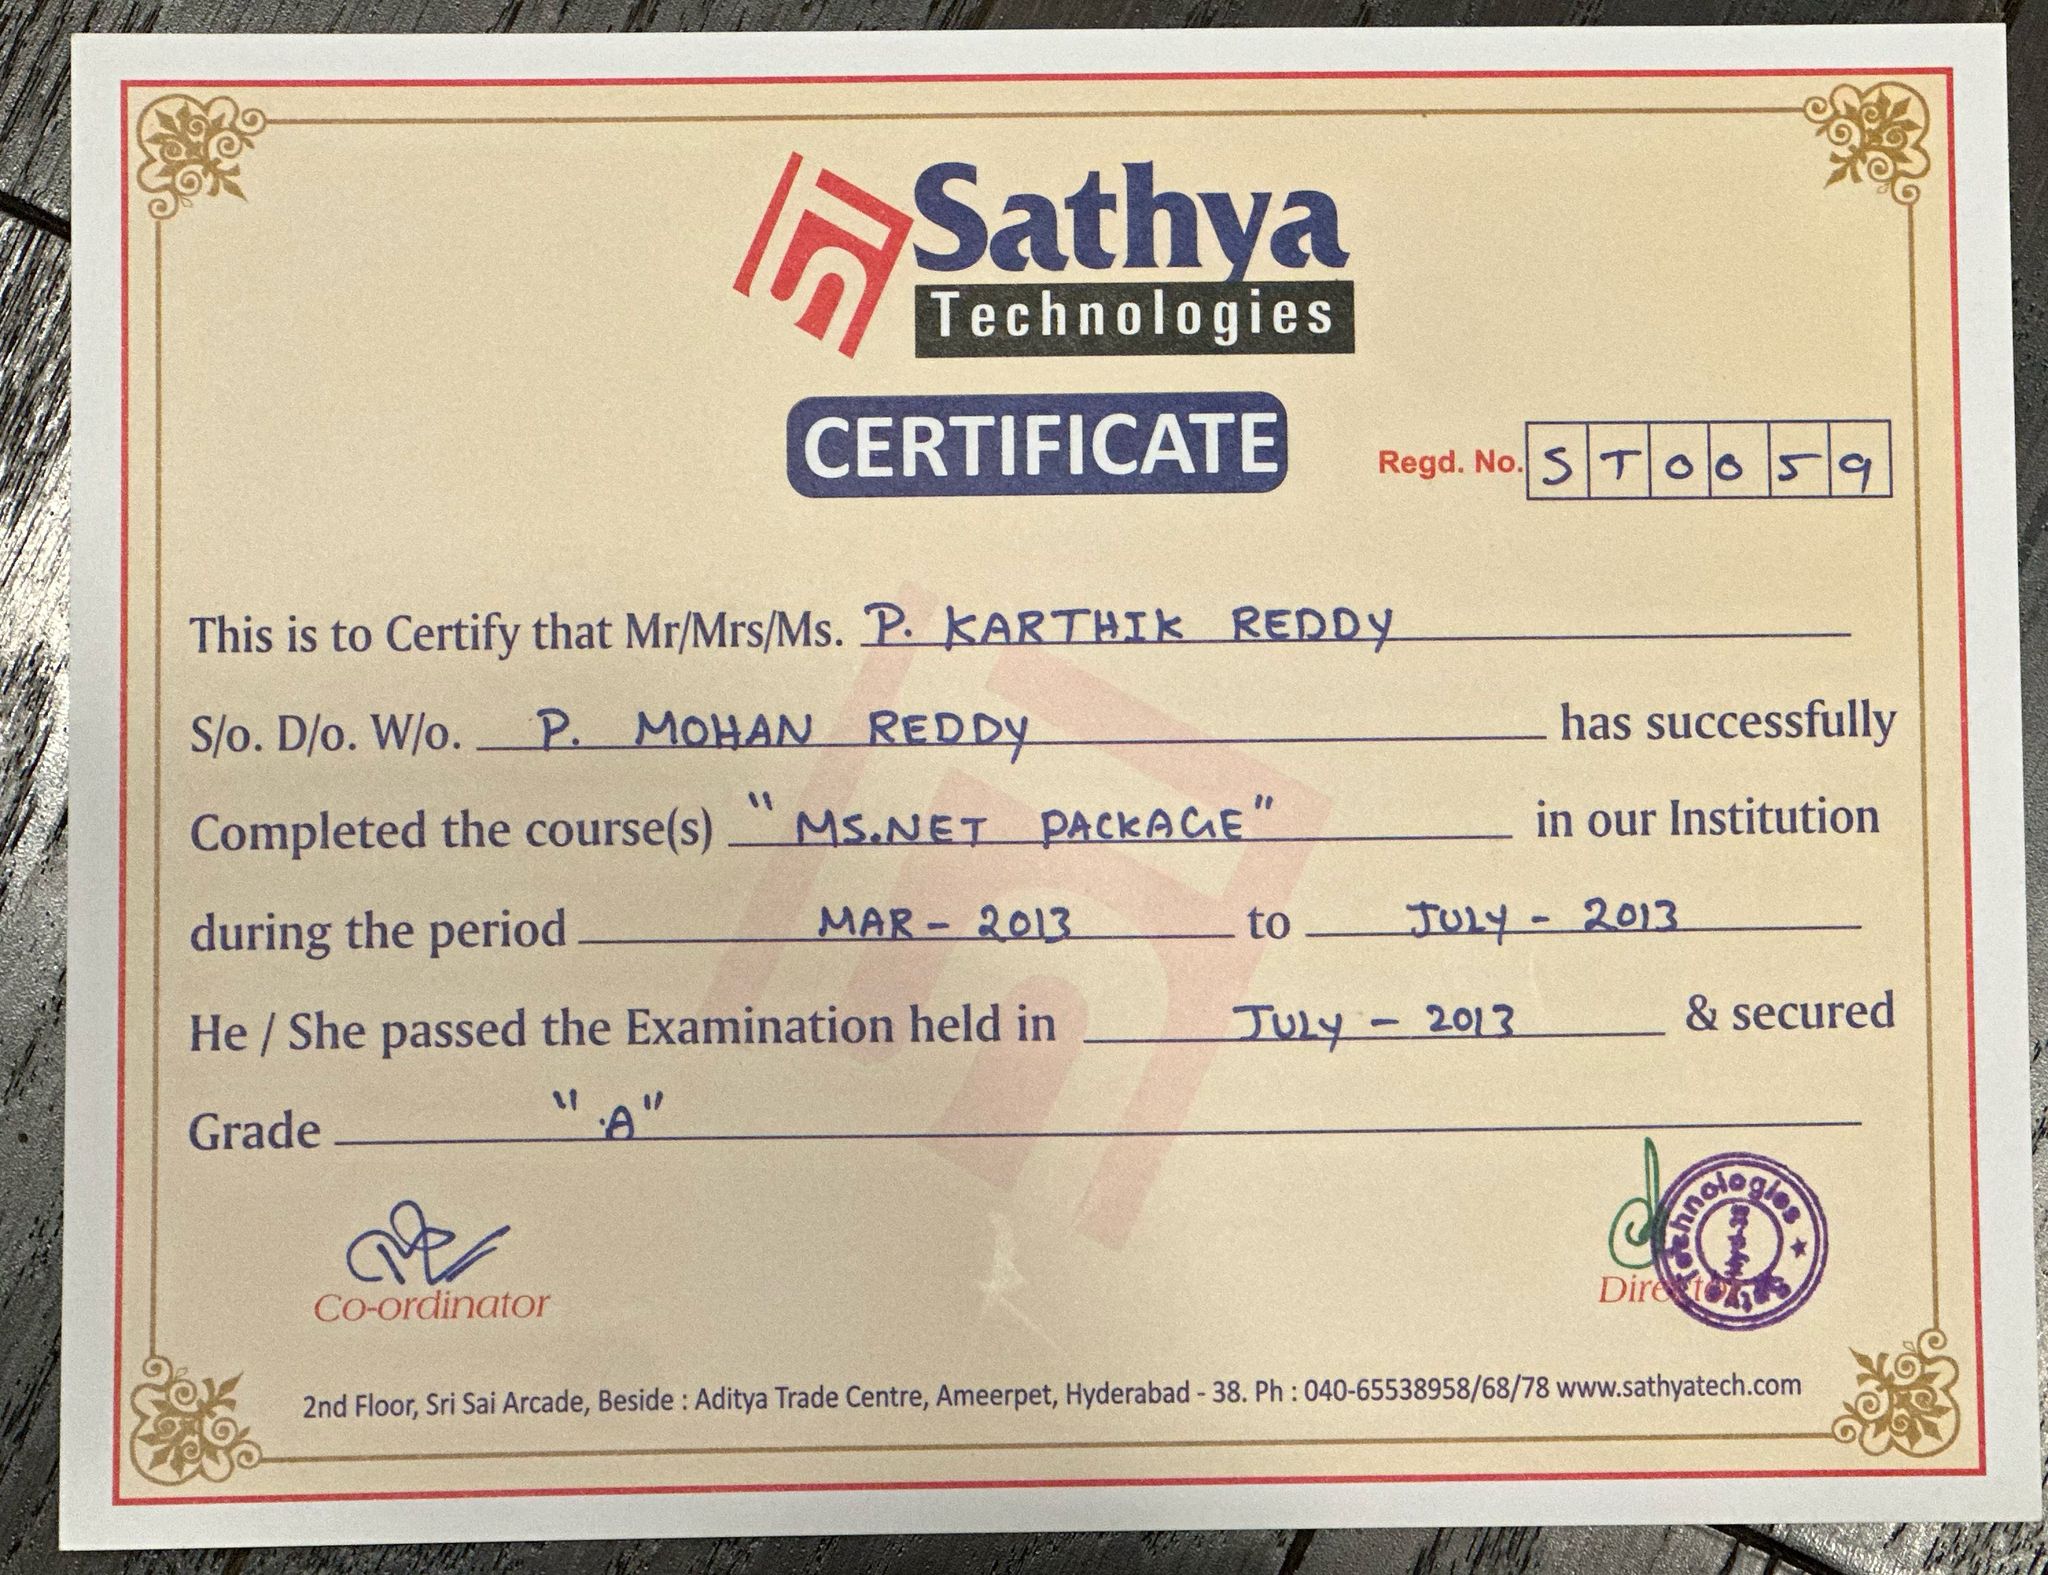 Sathya
Technologies
CERTIFICATE
Regd. No. ST0059
This is to Certify that Mr/Mrs/Ms. P. KARTHIK REDDY
S/o. D/o. W/o. P. MOHAN REDDY has successfully
Completed the course(s) "MS.NET PACKAGE" in our Institution
during the period MAR - 2013 to JULY - 2013
He / She passed the Examination held in JULY - 2013 & secured
Grade "A"
Co-ordinator
Director
Technologies
2nd Floor, Sri Sai Arcade, Beside : Aditya Trade Centre, Ameerpet, Hyderabad - 38. Ph : 040-65538958/68/78 www.sathyatech.com